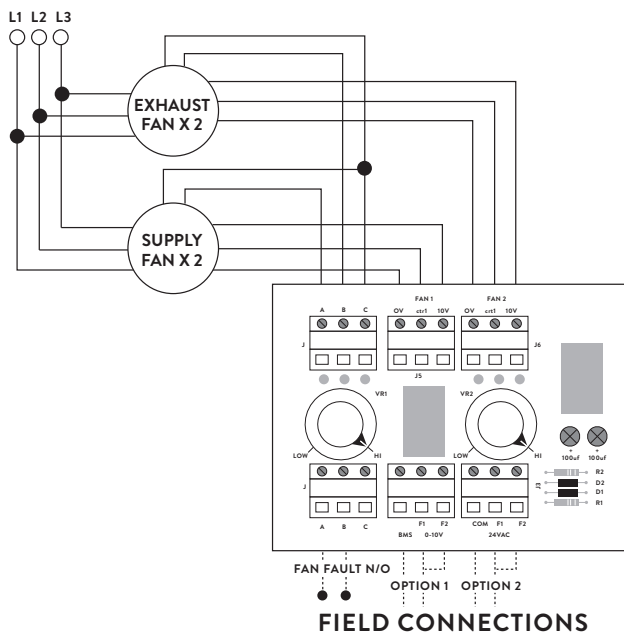 L1 L2 L3
EXHAUST
FAN X 2
SUPPLY
FAN X 2
FAN 1 FAN 2
A B C OV ctr1 10V OV crt1 10V
J J6
J5
VR1 VR2
LOW HI LOW HI
+ +
100uf 100uf
R2
J J3 D2
D1
R1
F1 F2 COM F1 F2
A B C BMS 0-10V 24VAC
FAN FAULT N/O
OPTION 1 OPTION 2
FIELD CONNECTIONS